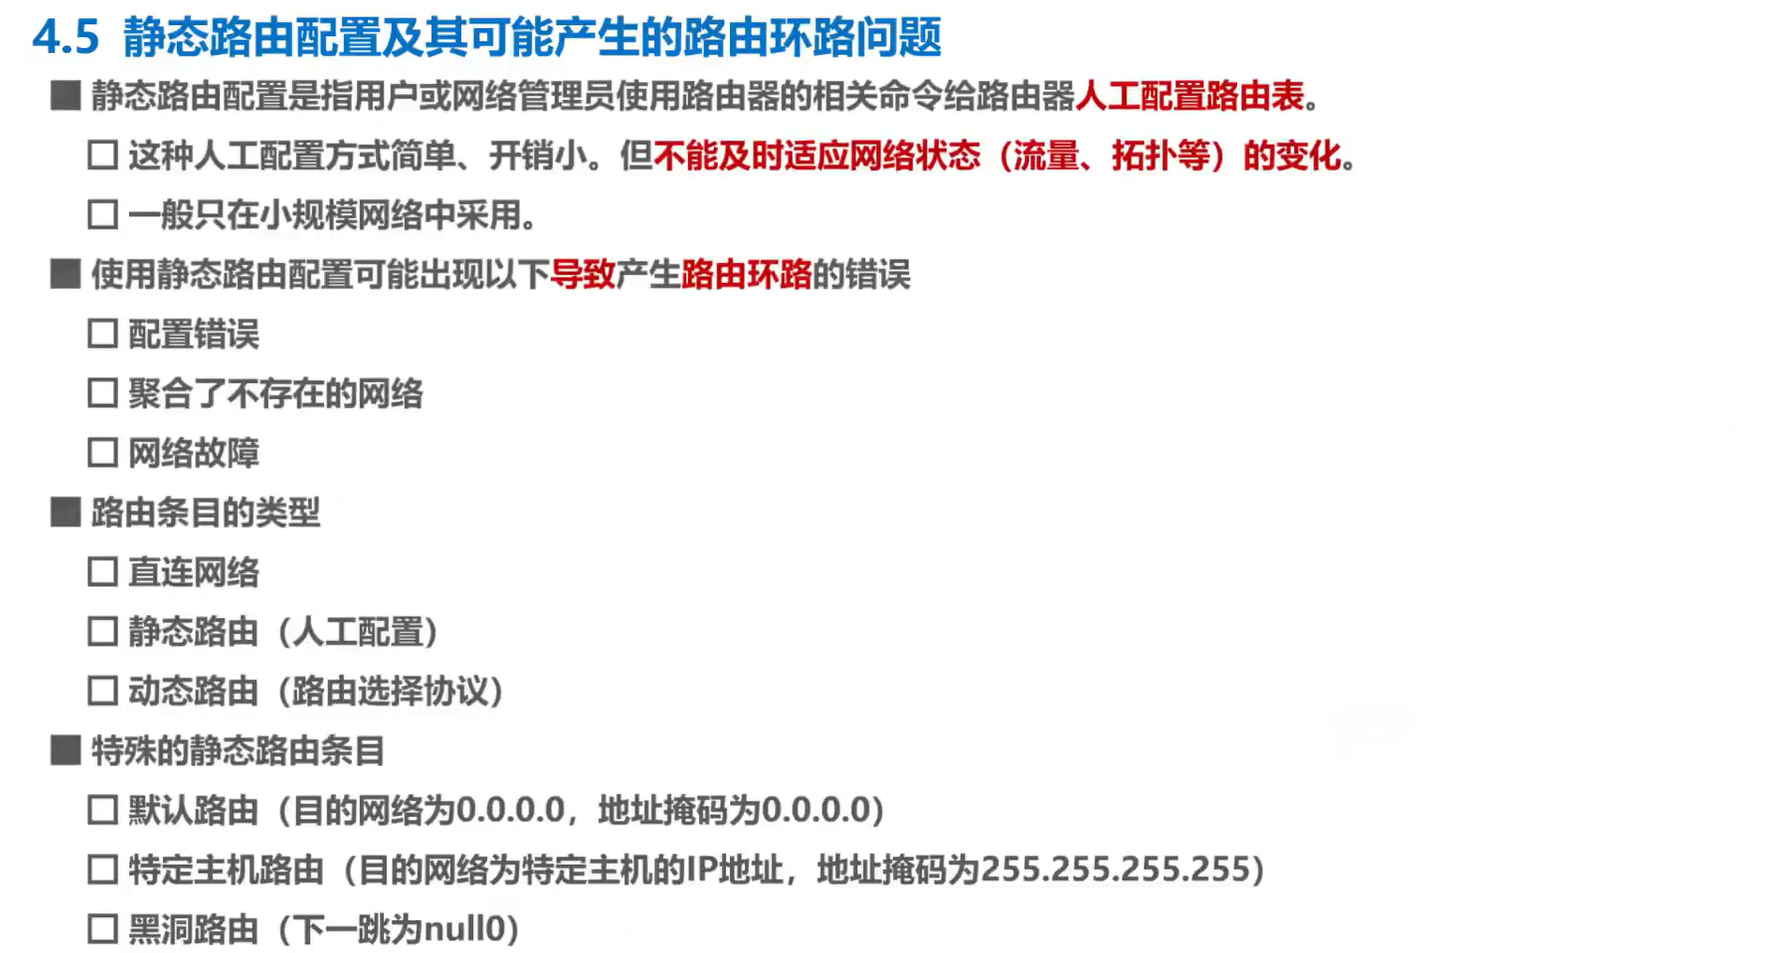 4.5 静态路由配置及其可能产生的路由环路问题
■ 静态路由配置是指用户或网络管理员使用路由器的相关命令给路由器人工配置路由表。
□ 这种人工配置方式简单、开销小。但不能及时适应网络状态（流量、拓扑等）的变化。
□ 一般只在小规模网络中采用。
■ 使用静态路由配置可能出现以下导致产生路由环路的错误
□ 配置错误
□ 聚合了不存在的网络
□ 网络故障
■ 路由条目的类型
□ 直连网络
□ 静态路由（人工配置）
□ 动态路由（路由选择协议）
■ 特殊的静态路由条目
□ 默认路由（目的网络为0.0.0.0，地址掩码为0.0.0.0）
□ 特定主机路由（目的网络为特定主机的IP地址，地址掩码为255.255.255.255）
□ 黑洞路由（下一跳为null0）